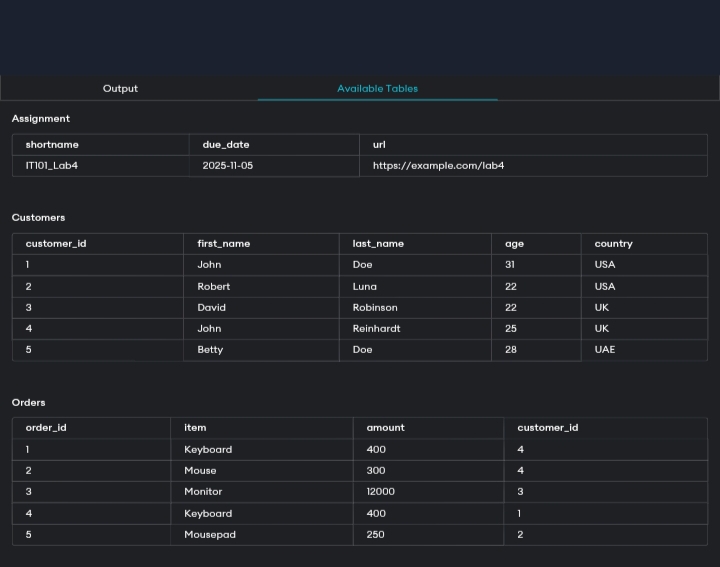 Output Available Tables
Assignment
shortname due_date url
IT101_Lab4 2025-11-05 https://example.com/lab4
Customers
customer_id first_name last_name age country
1 John Doe 31 USA
2 Robert Luna 22 USA
3 David Robinson 22 UK
4 John Reinhardt 25 UK
5 Betty Doe 28 UAE
Orders
order_id item amount customer_id
1 Keyboard 400 4
2 Mouse 300 4
3 Monitor 12000 3
4 Keyboard 400 1
5 Mousepad 250 2